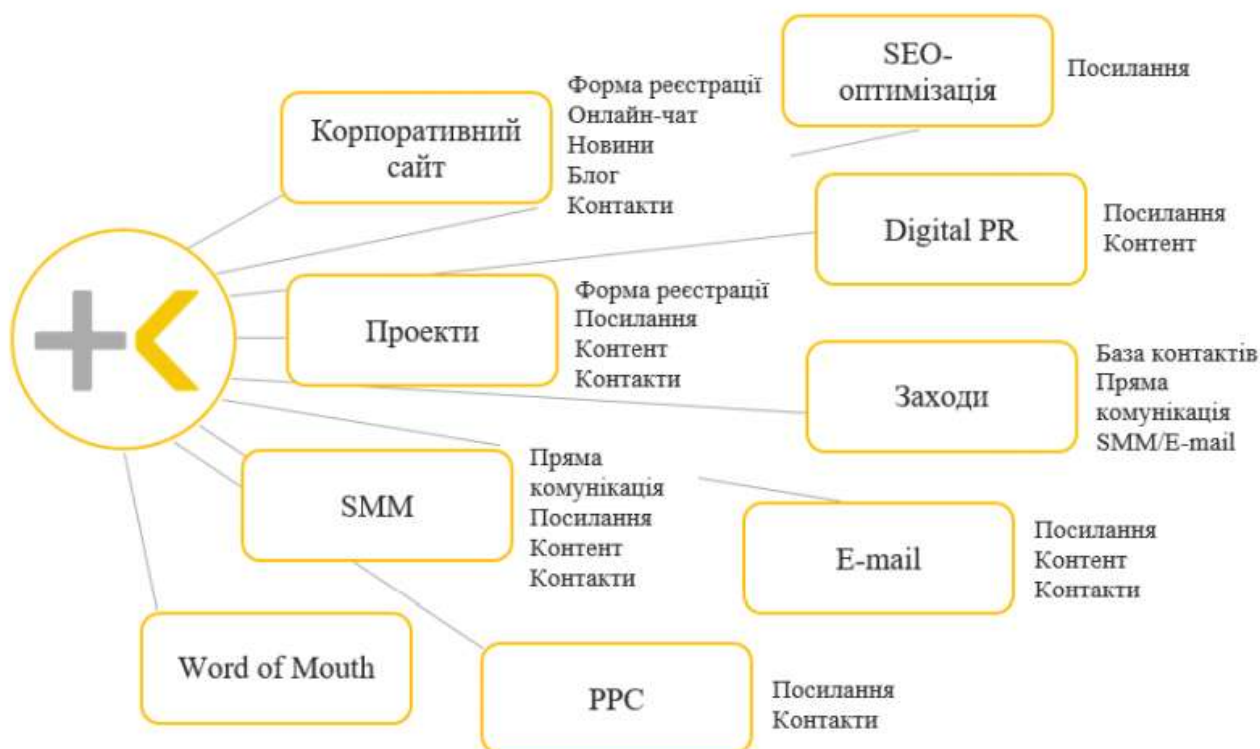 SEO-
оптимізація
Посилання
Корпоративний
сайт
Форма реєстрації
Онлайн-чат
Новини
Блог
Контакти
Digital PR
Посилання
Контент
Проекти
Форма реєстрації
Посилання
Контент
Контакти
Заходи
База контактів
Пряма
комунікація
SMM/E-mail
SMM
Пряма
комунікація
Посилання
Контент
Контакти
E-mail
Посилання
Контент
Контакти
Word of Mouth
PPC
Посилання
Контакти